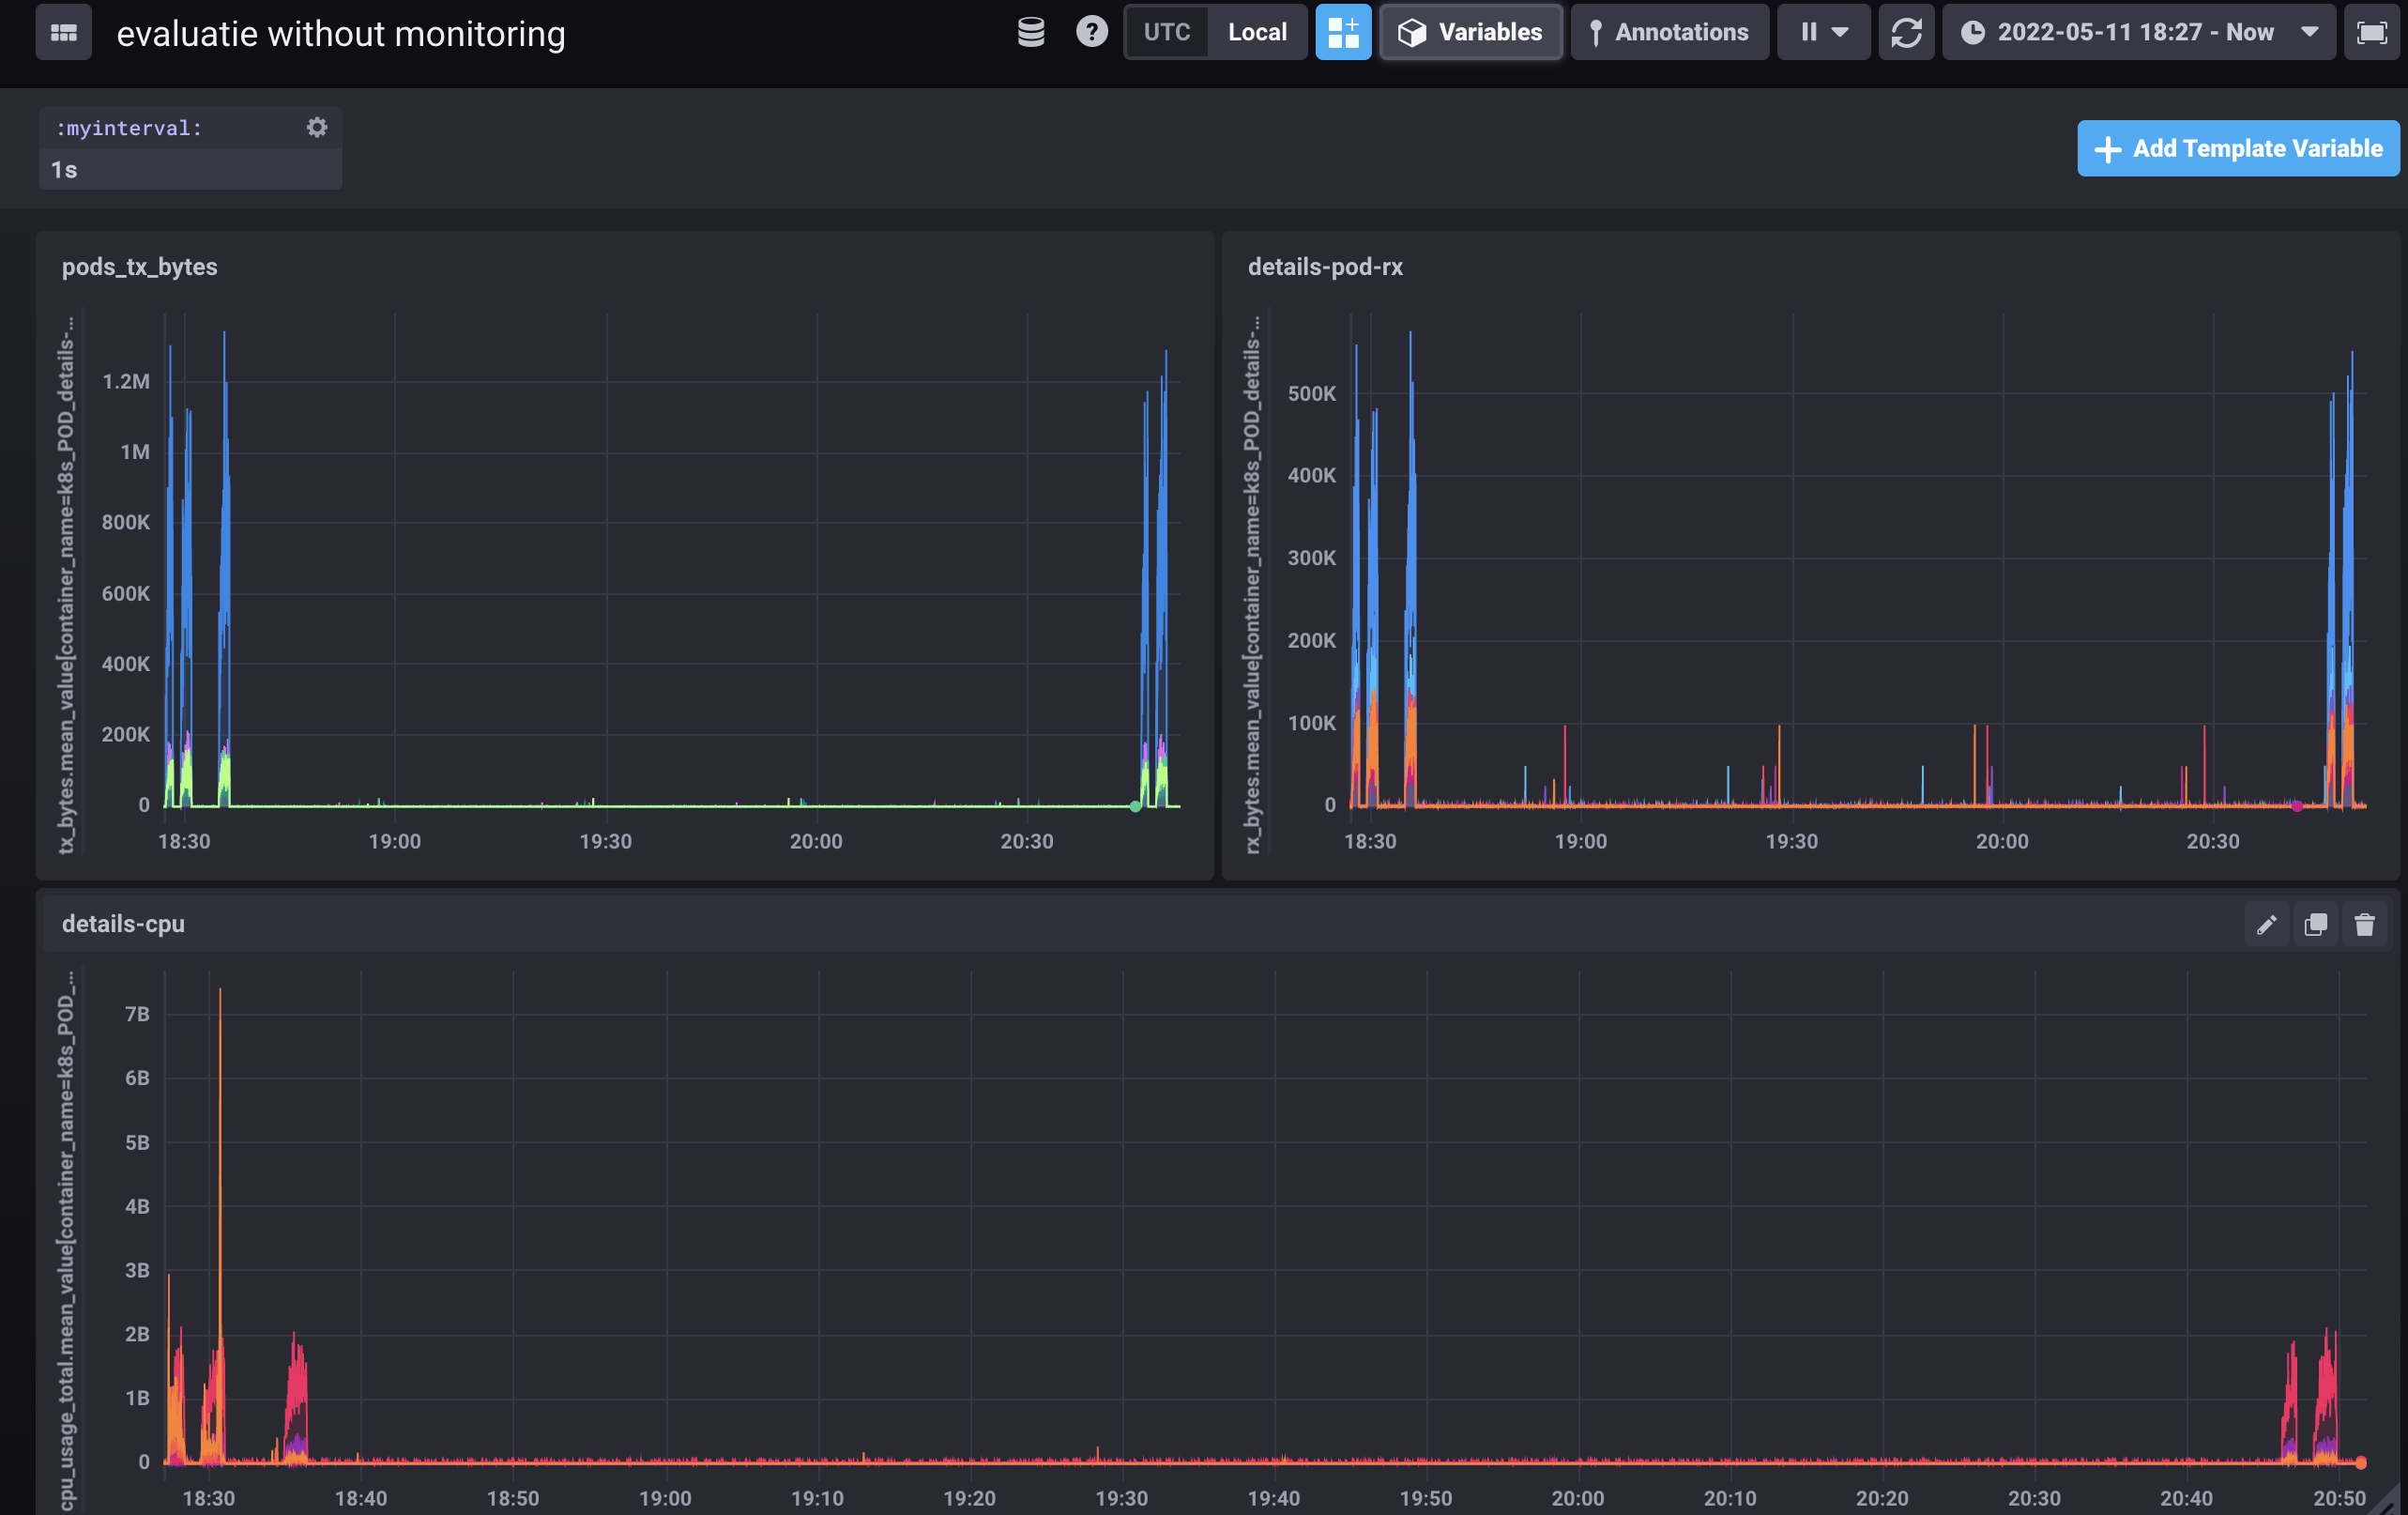 evaluatie without monitoring
?
UTC Local
Variables
Annotations
2022-05-11 18:27 - Now
:myinterval:
1s
Add Template Variable
pods_tx_bytes
tx_bytes.mean_value[container_name=k8s_POD_details-...
1.2M
1M
800K
600K
400K
200K
0
18:30 19:00 19:30 20:00 20:30
details-pod-rx
rx_bytes.mean_value[container_name=k8s_POD_details-...
500K
400K
300K
200K
100K
0
18:30 19:00 19:30 20:00 20:30
details-cpu
cpu_usage_total.mean_value[container_name=k8s_POD_...
7B
6B
5B
4B
3B
2B
1B
0
18:30 18:40 18:50 19:00 19:10 19:20 19:30 19:40 19:50 20:00 20:10 20:20 20:30 20:40 20:50